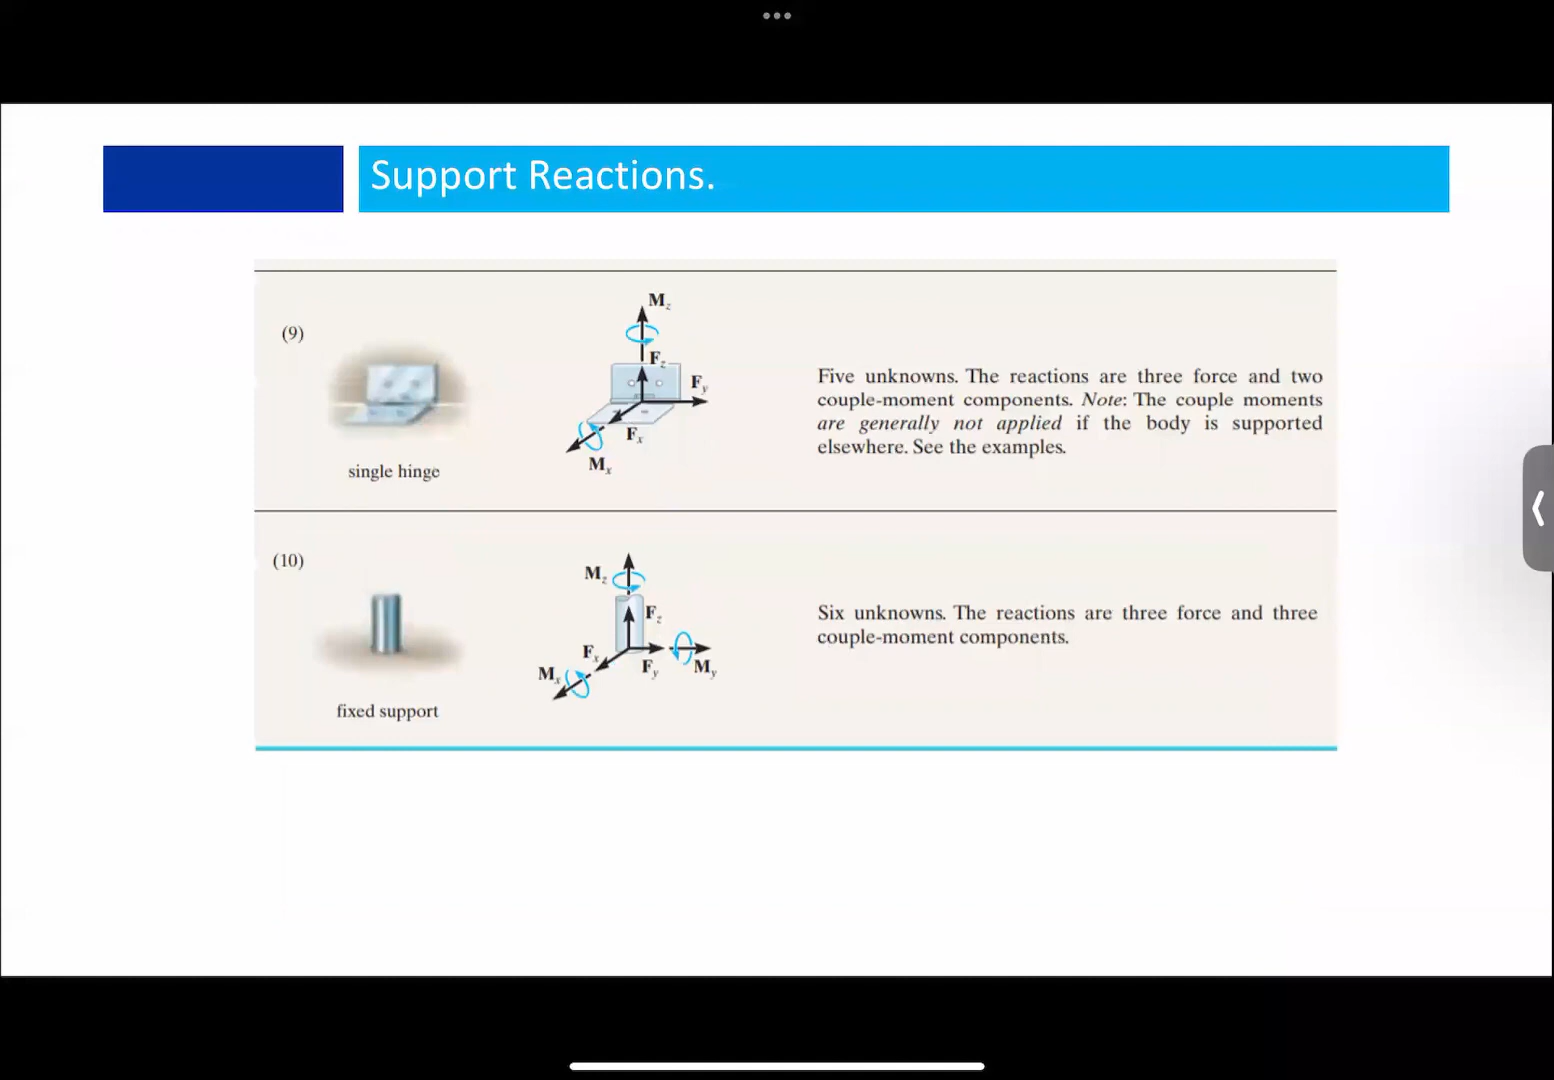 Support Reactions.
(9)
M_z
F_z
F_y
F_x
M_x
single hinge
Five unknowns. The reactions are three force and two
couple-moment components. Note: The couple moments
are generally not applied if the body is supported
elsewhere. See the examples.
(10)
M_z
F_z
F_x
F_y
M_y
M_x
fixed support
Six unknowns. The reactions are three force and three
couple-moment components.